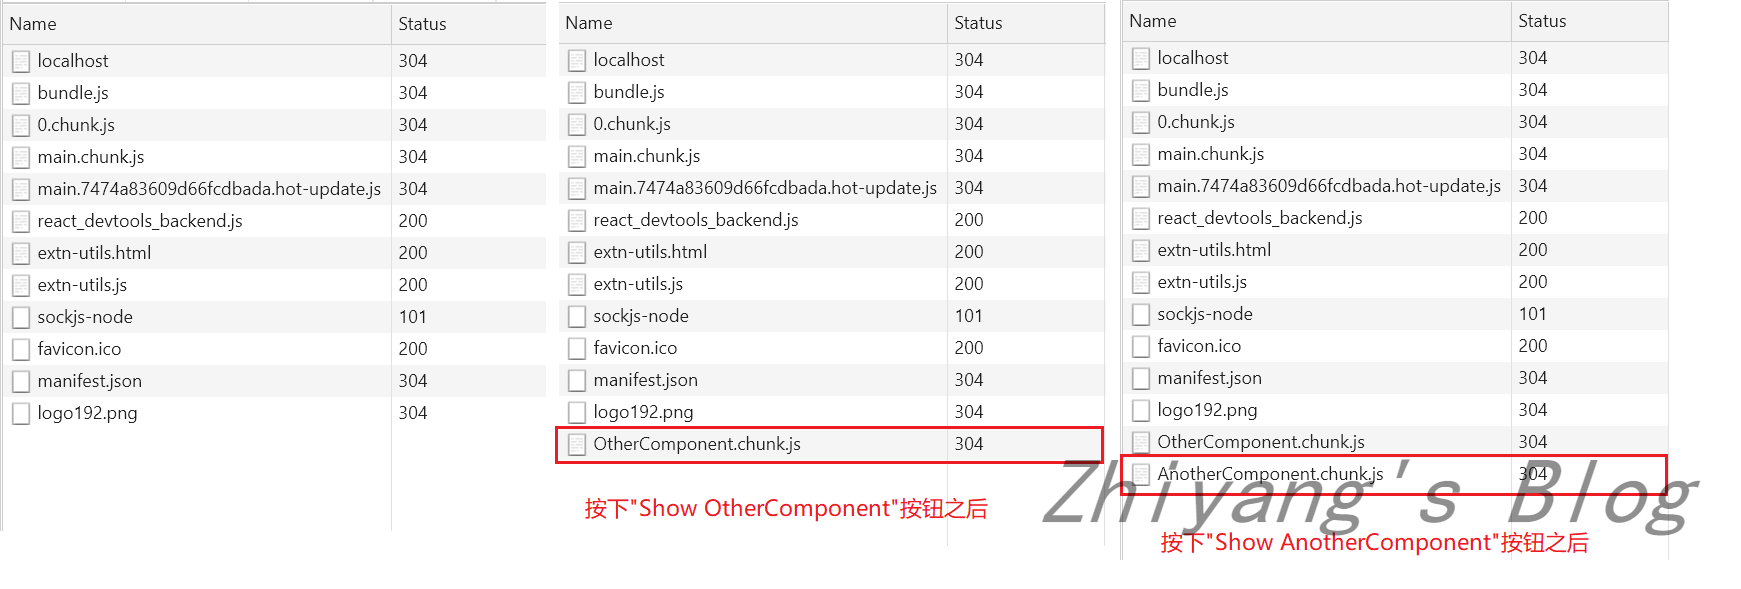 Name Status
localhost 304
bundle.js 304
0.chunk.js 304
main.chunk.js 304
main.7474a83609d66fcdbada.hot-update.js 304
react_devtools_backend.js 200
extn-utils.html 200
extn-utils.js 200
sockjs-node 101
favicon.ico 200
manifest.json 304
logo192.png 304
Name Status
localhost 304
bundle.js 304
0.chunk.js 304
main.chunk.js 304
main.7474a83609d66fcdbada.hot-update.js 304
react_devtools_backend.js 200
extn-utils.html 200
extn-utils.js 200
sockjs-node 101
favicon.ico 200
manifest.json 304
logo192.png 304
OtherComponent.chunk.js 304
按下"Show OtherComponent"按钮之后
Name Status
localhost 304
bundle.js 304
0.chunk.js 304
main.chunk.js 304
main.7474a83609d66fcdbada.hot-update.js 304
react_devtools_backend.js 200
extn-utils.html 200
extn-utils.js 200
sockjs-node 101
favicon.ico 200
manifest.json 304
logo192.png 304
OtherComponent.chunk.js 304
AnotherComponent.chunk.js 304
Zhiyang's Blog
按下"Show AnotherComponent"按钮之后